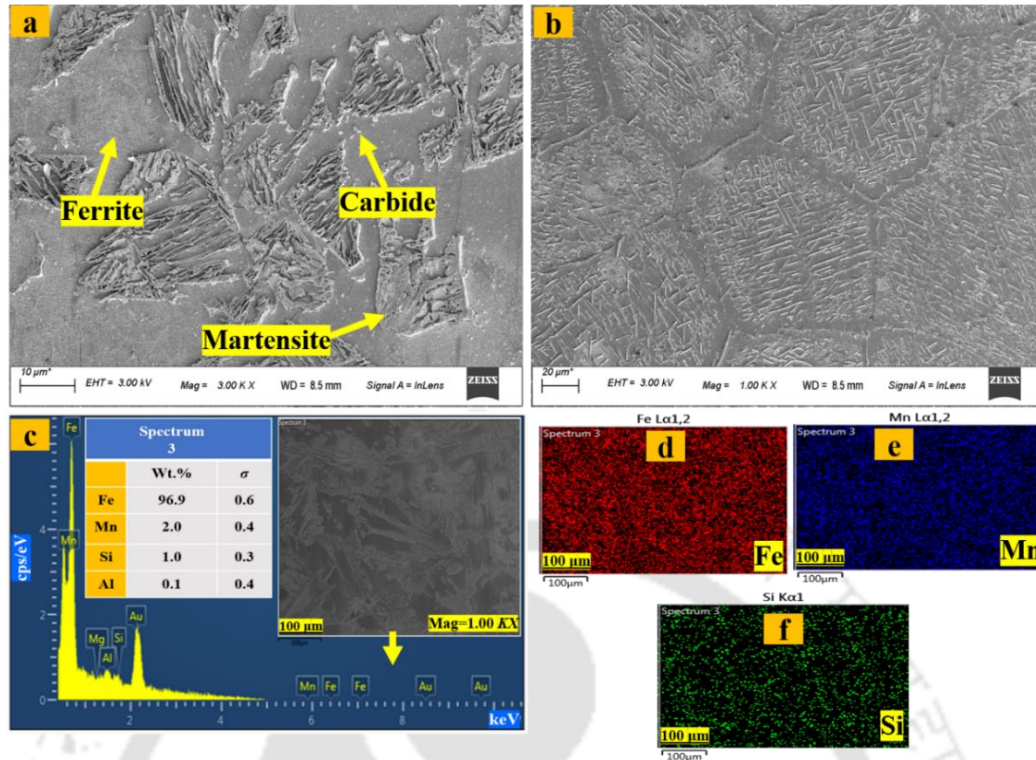 a
Ferrite
Carbide
Martensite
10 µm*
EHT = 3.00 kV
Mag = 3.00 K X
WD = 8.5 mm
Signal A = InLens
ZEISS
b
20 µm*
EHT = 3.00 kV
Mag = 1.00 K X
WD = 8.5 mm
Signal A = InLens
ZEISS
c
Fe
Mn
Spectrum
3
Wt.% σ
Fe 96.9 0.6
Mn 2.0 0.4
Si 1.0 0.3
Al 0.1 0.4
cps/eV
4
2
0
Mg
Al
Si
Au
Spectrum 3
100 µm
Mag=1.00 KX
Mn Fe Fe Au Au
2 4 6 8
keV
Fe Lα1,2
Spectrum 3
d
100 µm
100µm
Fe
Mn Lα1,2
Spectrum 3
e
100 µm
100µm
Mn
Si Kα1
Spectrum 3
f
100 µm
100µm
Si